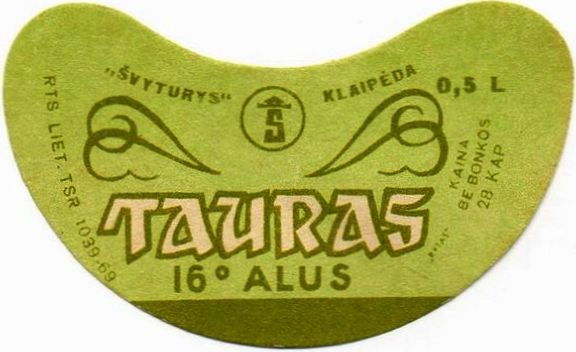 „ŠVYTURYS“ KLAIPĖDA 0,5 L
Š
RTS LIET. TSR 1039-69
KAINA
BE BONKOS
28 KAP
TAURAS
16° ALUS